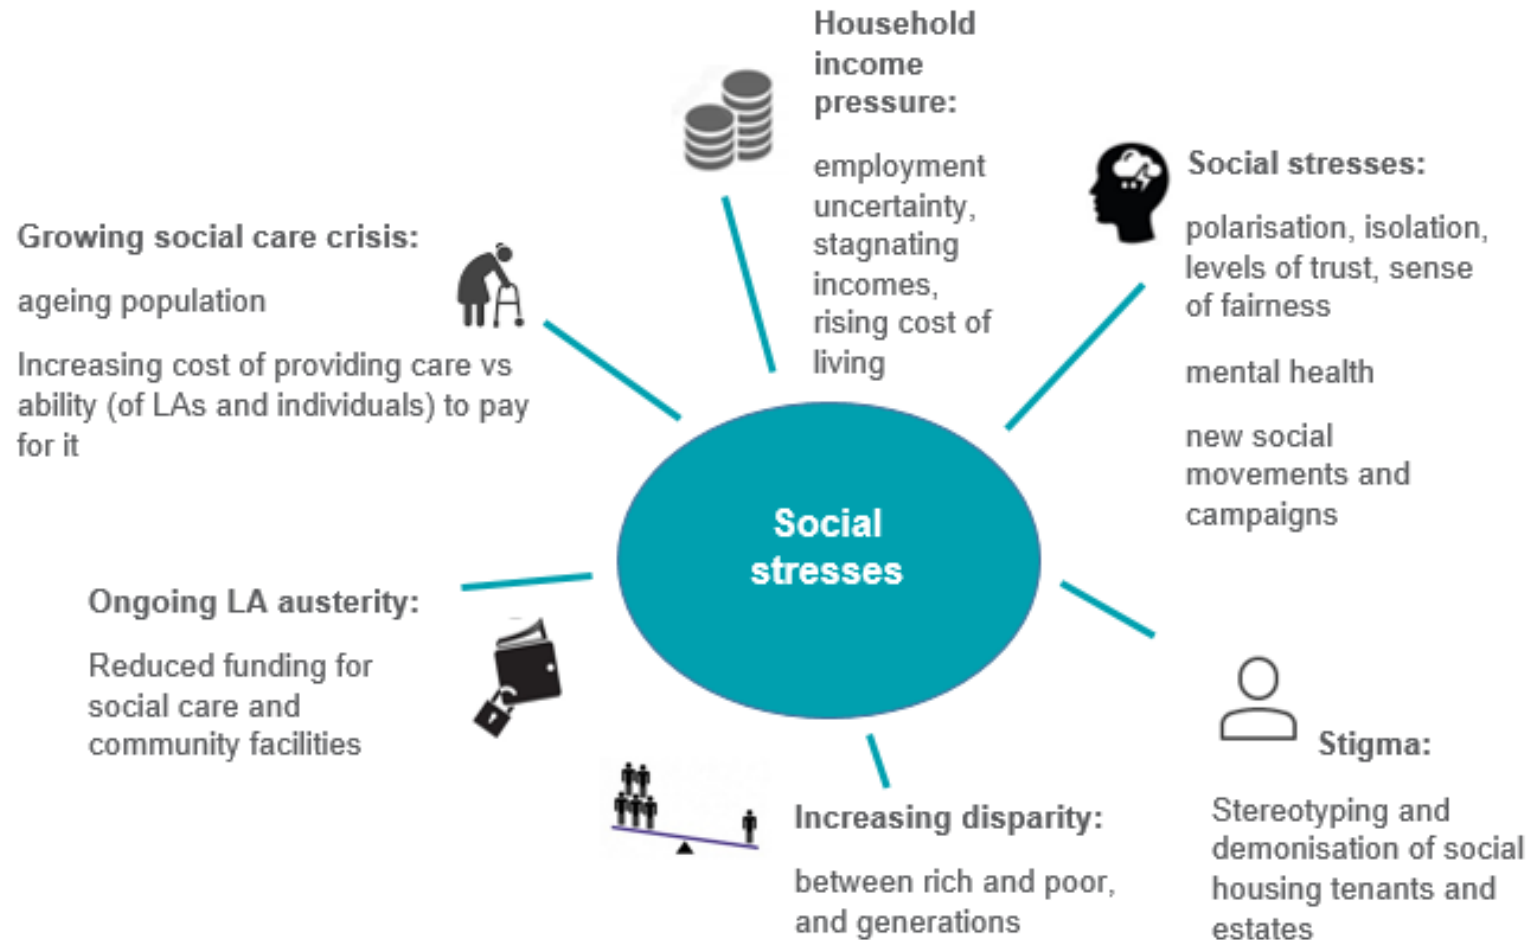 Household
income
pressure:
employment
uncertainty,
stagnating
incomes,
rising cost of
living
Social stresses:
polarisation, isolation,
levels of trust, sense
of fairness
mental health
new social
movements and
campaigns
Growing social care crisis:
ageing population
Increasing cost of providing care vs
ability (of LAs and individuals) to pay
for it
Social
stresses
Ongoing LA austerity:
Reduced funding for
social care and
community facilities
Stigma:
Stereotyping and
demonisation of social
housing tenants and
estates
Increasing disparity:
between rich and poor,
and generations